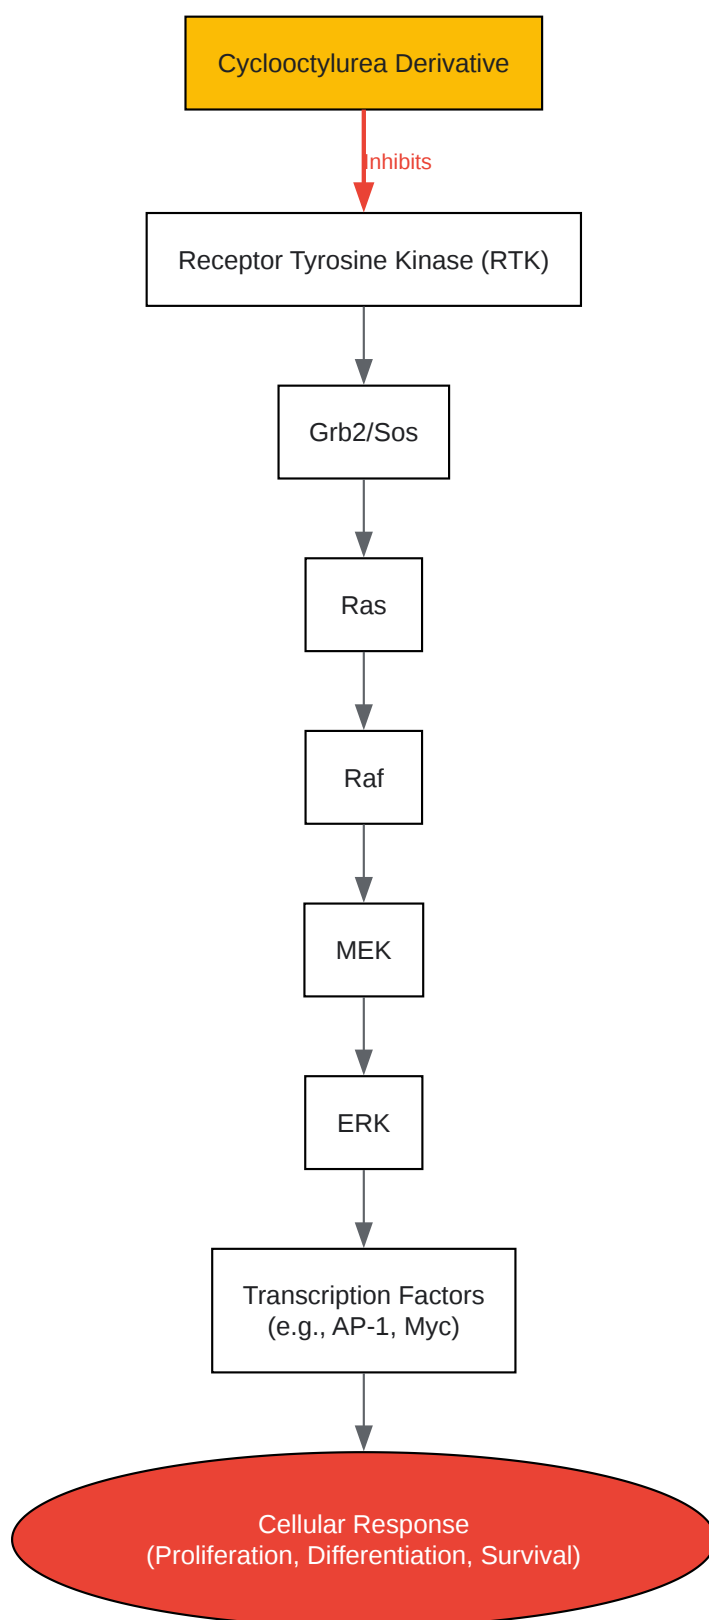 Cyclooctylurea Derivative
Inhibits
Receptor Tyrosine Kinase (RTK)
Grb2/Sos
Ras
Raf
MEK
ERK
Transcription Factors
(e.g., AP-1, Myc)
Cellular Response
(Proliferation, Differentiation, Survival)